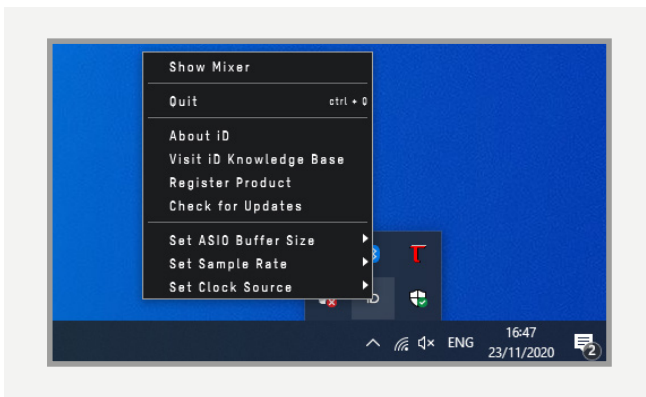 Show Mixer
Quit ctrl + Q
About iD
Visit iD Knowledge Base
Register Product
Check for Updates
Set ASIO Buffer Size
Set Sample Rate
Set Clock Source
iD
ENG
16:47
23/11/2020
2